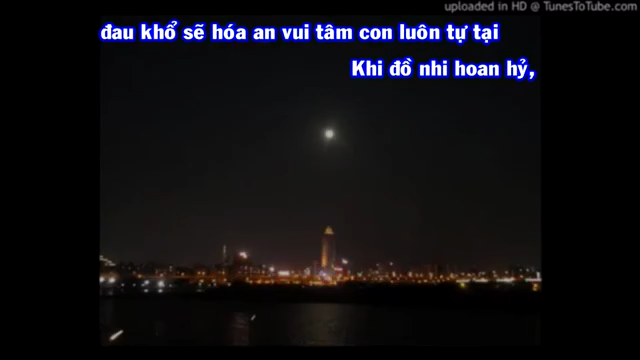 uploaded in HD @ TunesToTube.com
đau khổ sẽ hóa an vui tâm con luôn tự tại
Khi đồ nhi hoan hỷ,